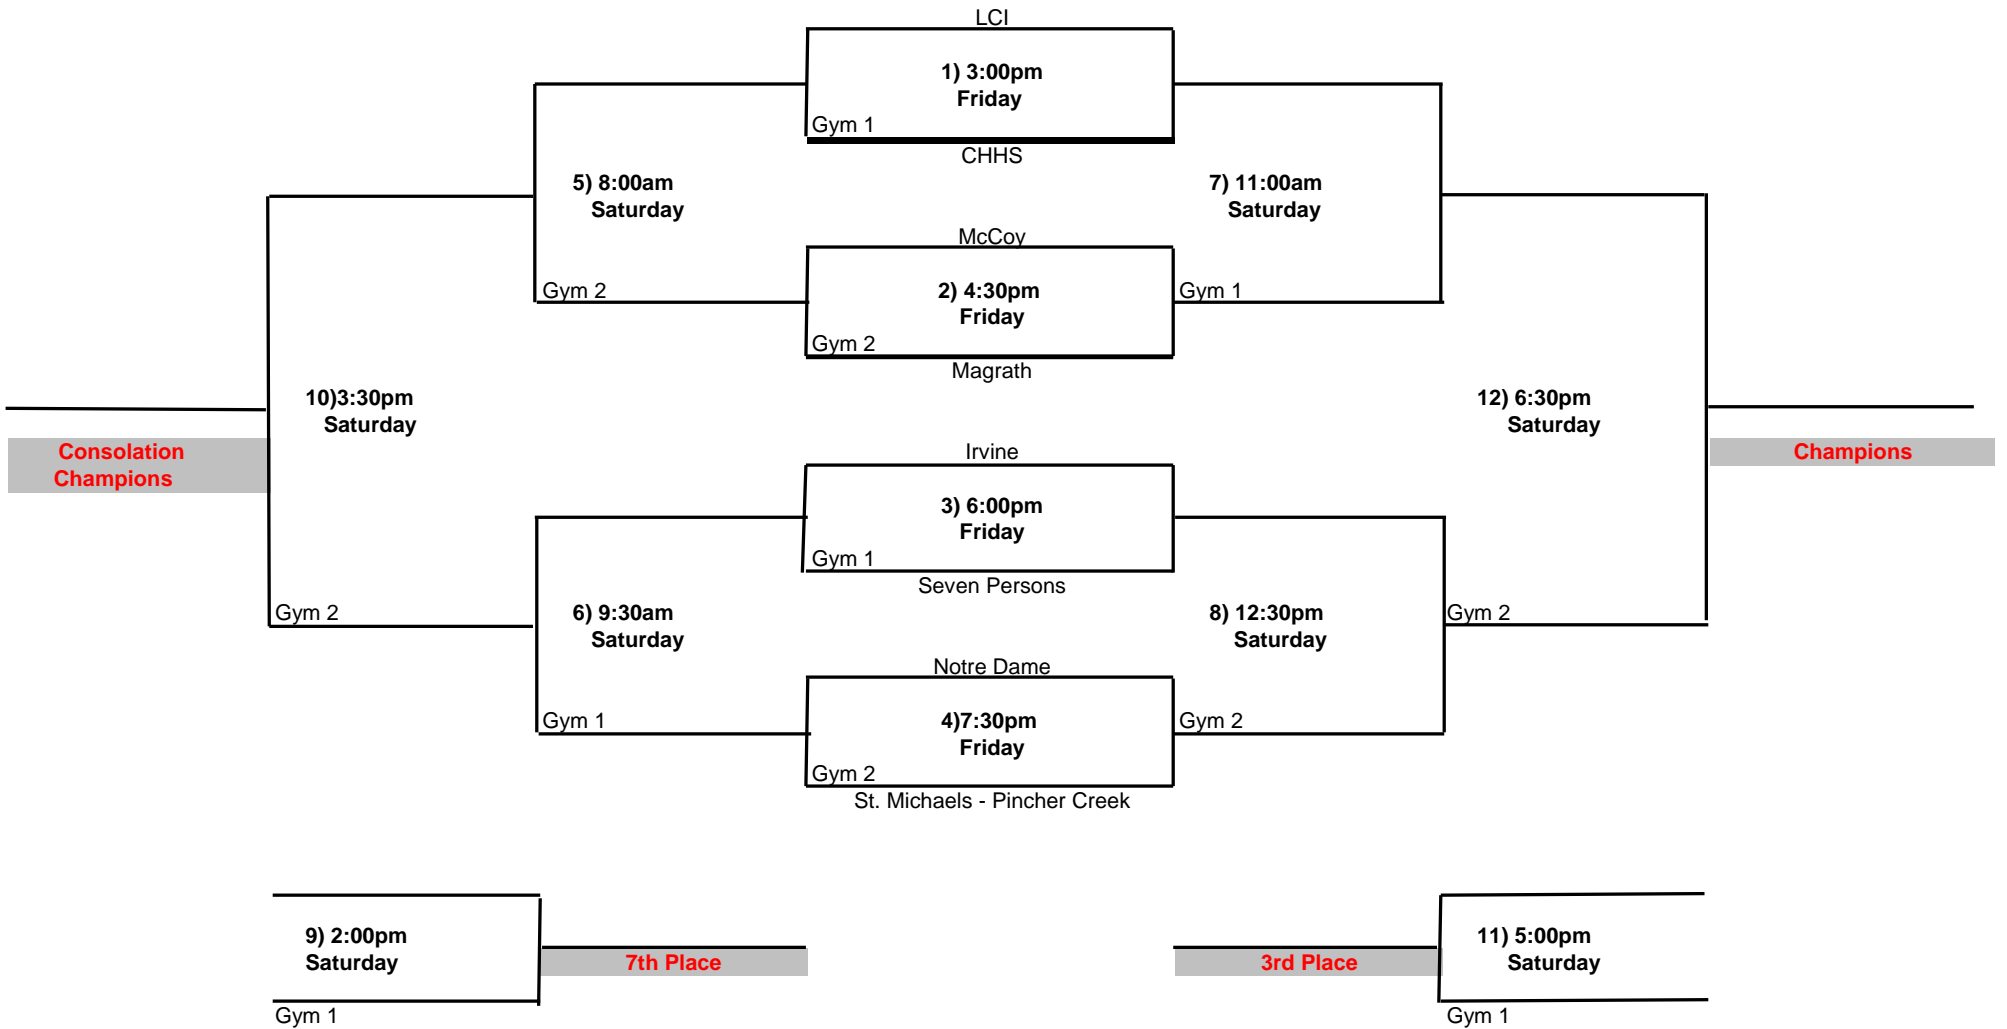 LCI
1) 3:00pm
Friday
Gym 1
CHHS
5) 8:00am
Saturday
7) 11:00am
Saturday
McCoy
Gym 2
2) 4:30pm
Friday
Gym 1
Gym 2
Magrath
10)3:30pm
Saturday
12) 6:30pm
Saturday
Consolation
Champions
Irvine
Champions
3) 6:00pm
Friday
Gym 1
Seven Persons
Gym 2
6) 9:30am
Saturday
8) 12:30pm
Saturday
Gym 2
Notre Dame
Gym 1
4)7:30pm
Friday
Gym 2
Gym 2
St. Michaels - Pincher Creek
9) 2:00pm
Saturday
7th Place
3rd Place
11) 5:00pm
Saturday
Gym 1
Gym 1